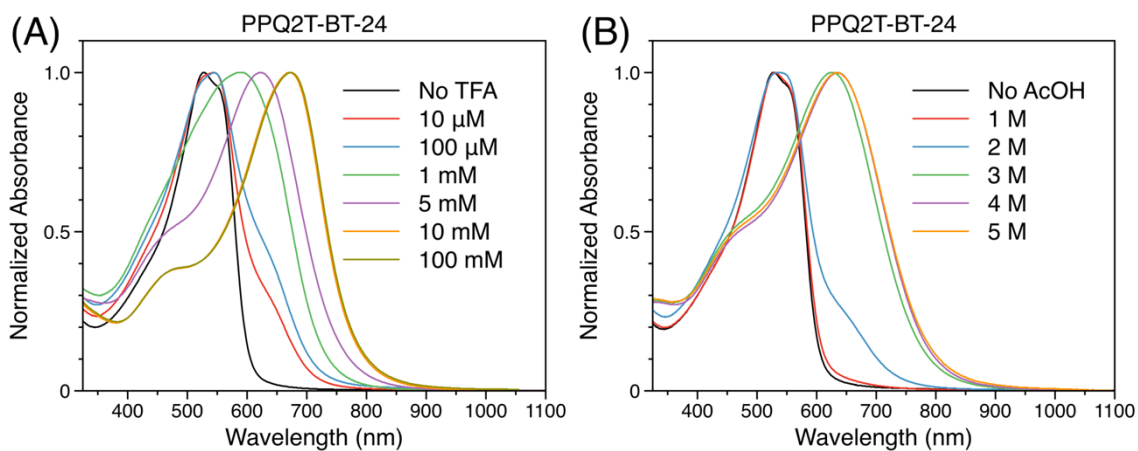 (A)
PPQ2T-BT-24
Normalized Absorbance
1.0
0.5
0
No TFA
10 µM
100 µM
1 mM
5 mM
10 mM
100 mM
400 500 600 700 800 900 1000 1100
Wavelength (nm)
(B)
PPQ2T-BT-24
Normalized Absorbance
1.0
0.5
0
No AcOH
1 M
2 M
3 M
4 M
5 M
400 500 600 700 800 900 1000 1100
Wavelength (nm)